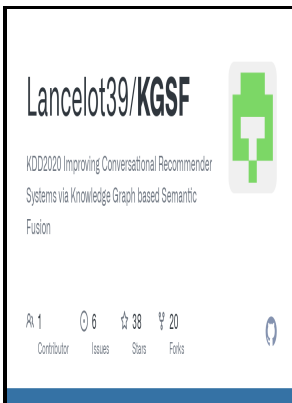 Lancelot39/KGSF
KDD2020 Improving Conversational Recommender
Systems via Knowledge Graph based Semantic
Fusion
1 6 38 20
Contributor Issues Stars Forks